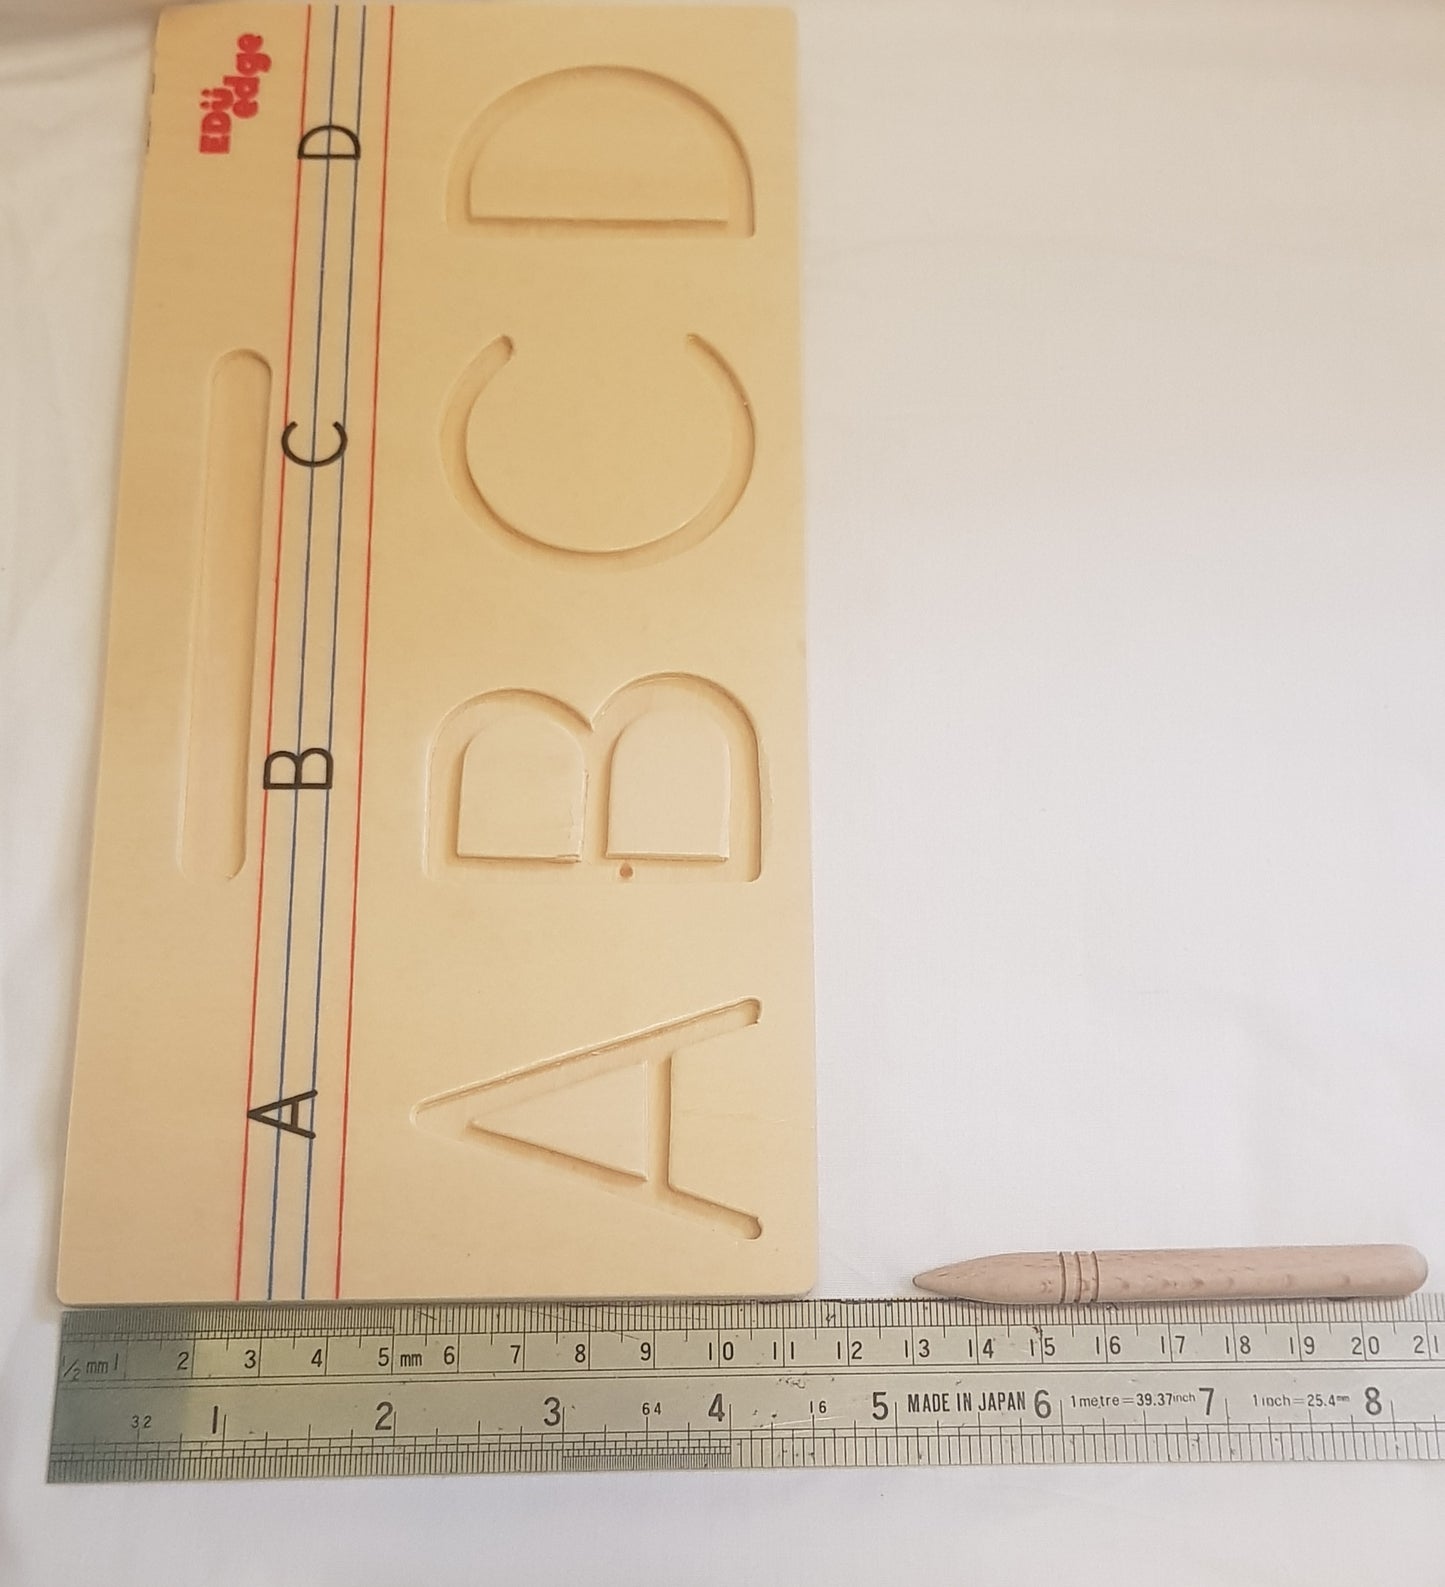 EDÜ
edge
A B C D
1/2 mm 1 2 3 4 5 mm 6 7 8 9 10 11 12 13 14 15 16 17 18 19 20 21
32 1 2 3 64 4 16 5 MADE IN JAPAN 6 1 metre=39.37inch 7 1 inch=25.4mm 8
A B C D